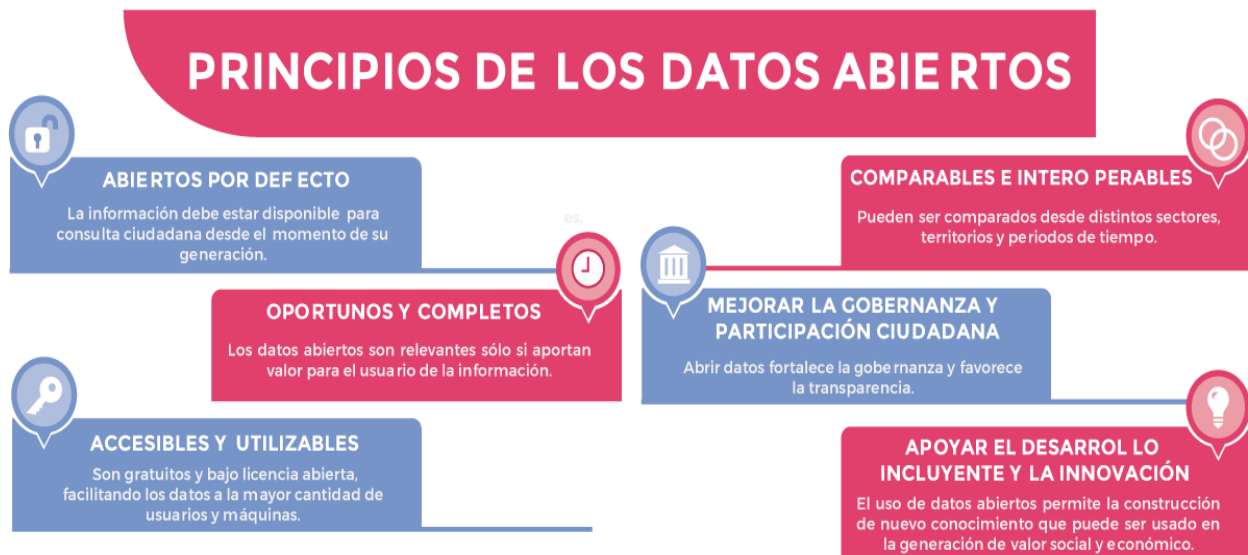 PRINCIPIOS DE LOS DATOS ABIERTOS
ABIERTOS POR DEFECTO
La información debe estar disponible para
consulta ciudadana desde el momento de su
generación.
es,
OPORTUNOS Y COMPLETOS
Los datos abiertos son relevantes sólo si aportan
valor para el usuario de la información.
ACCESIBLES Y UTILIZABLES
Son gratuitos y bajo licencia abierta,
facilitando los datos a la mayor cantidad de
usuarios y máquinas.
COMPARABLES E INTERO PERABLES
Pueden ser comparados desde distintos sectores,
territorios y periodos de tiempo.
MEJORAR LA GOBERNANZA Y
PARTICIPACIÓN CIUDADANA
Abrir datos fortalece la gobernanza y favorece
la transparencia.
APOYAR EL DESARROL LO
INCLUYENTE Y LA INNOVACIÓN
El uso de datos abiertos permite la construcción
de nuevo conocimiento que puede ser usado en
la generación de valor social y económico.